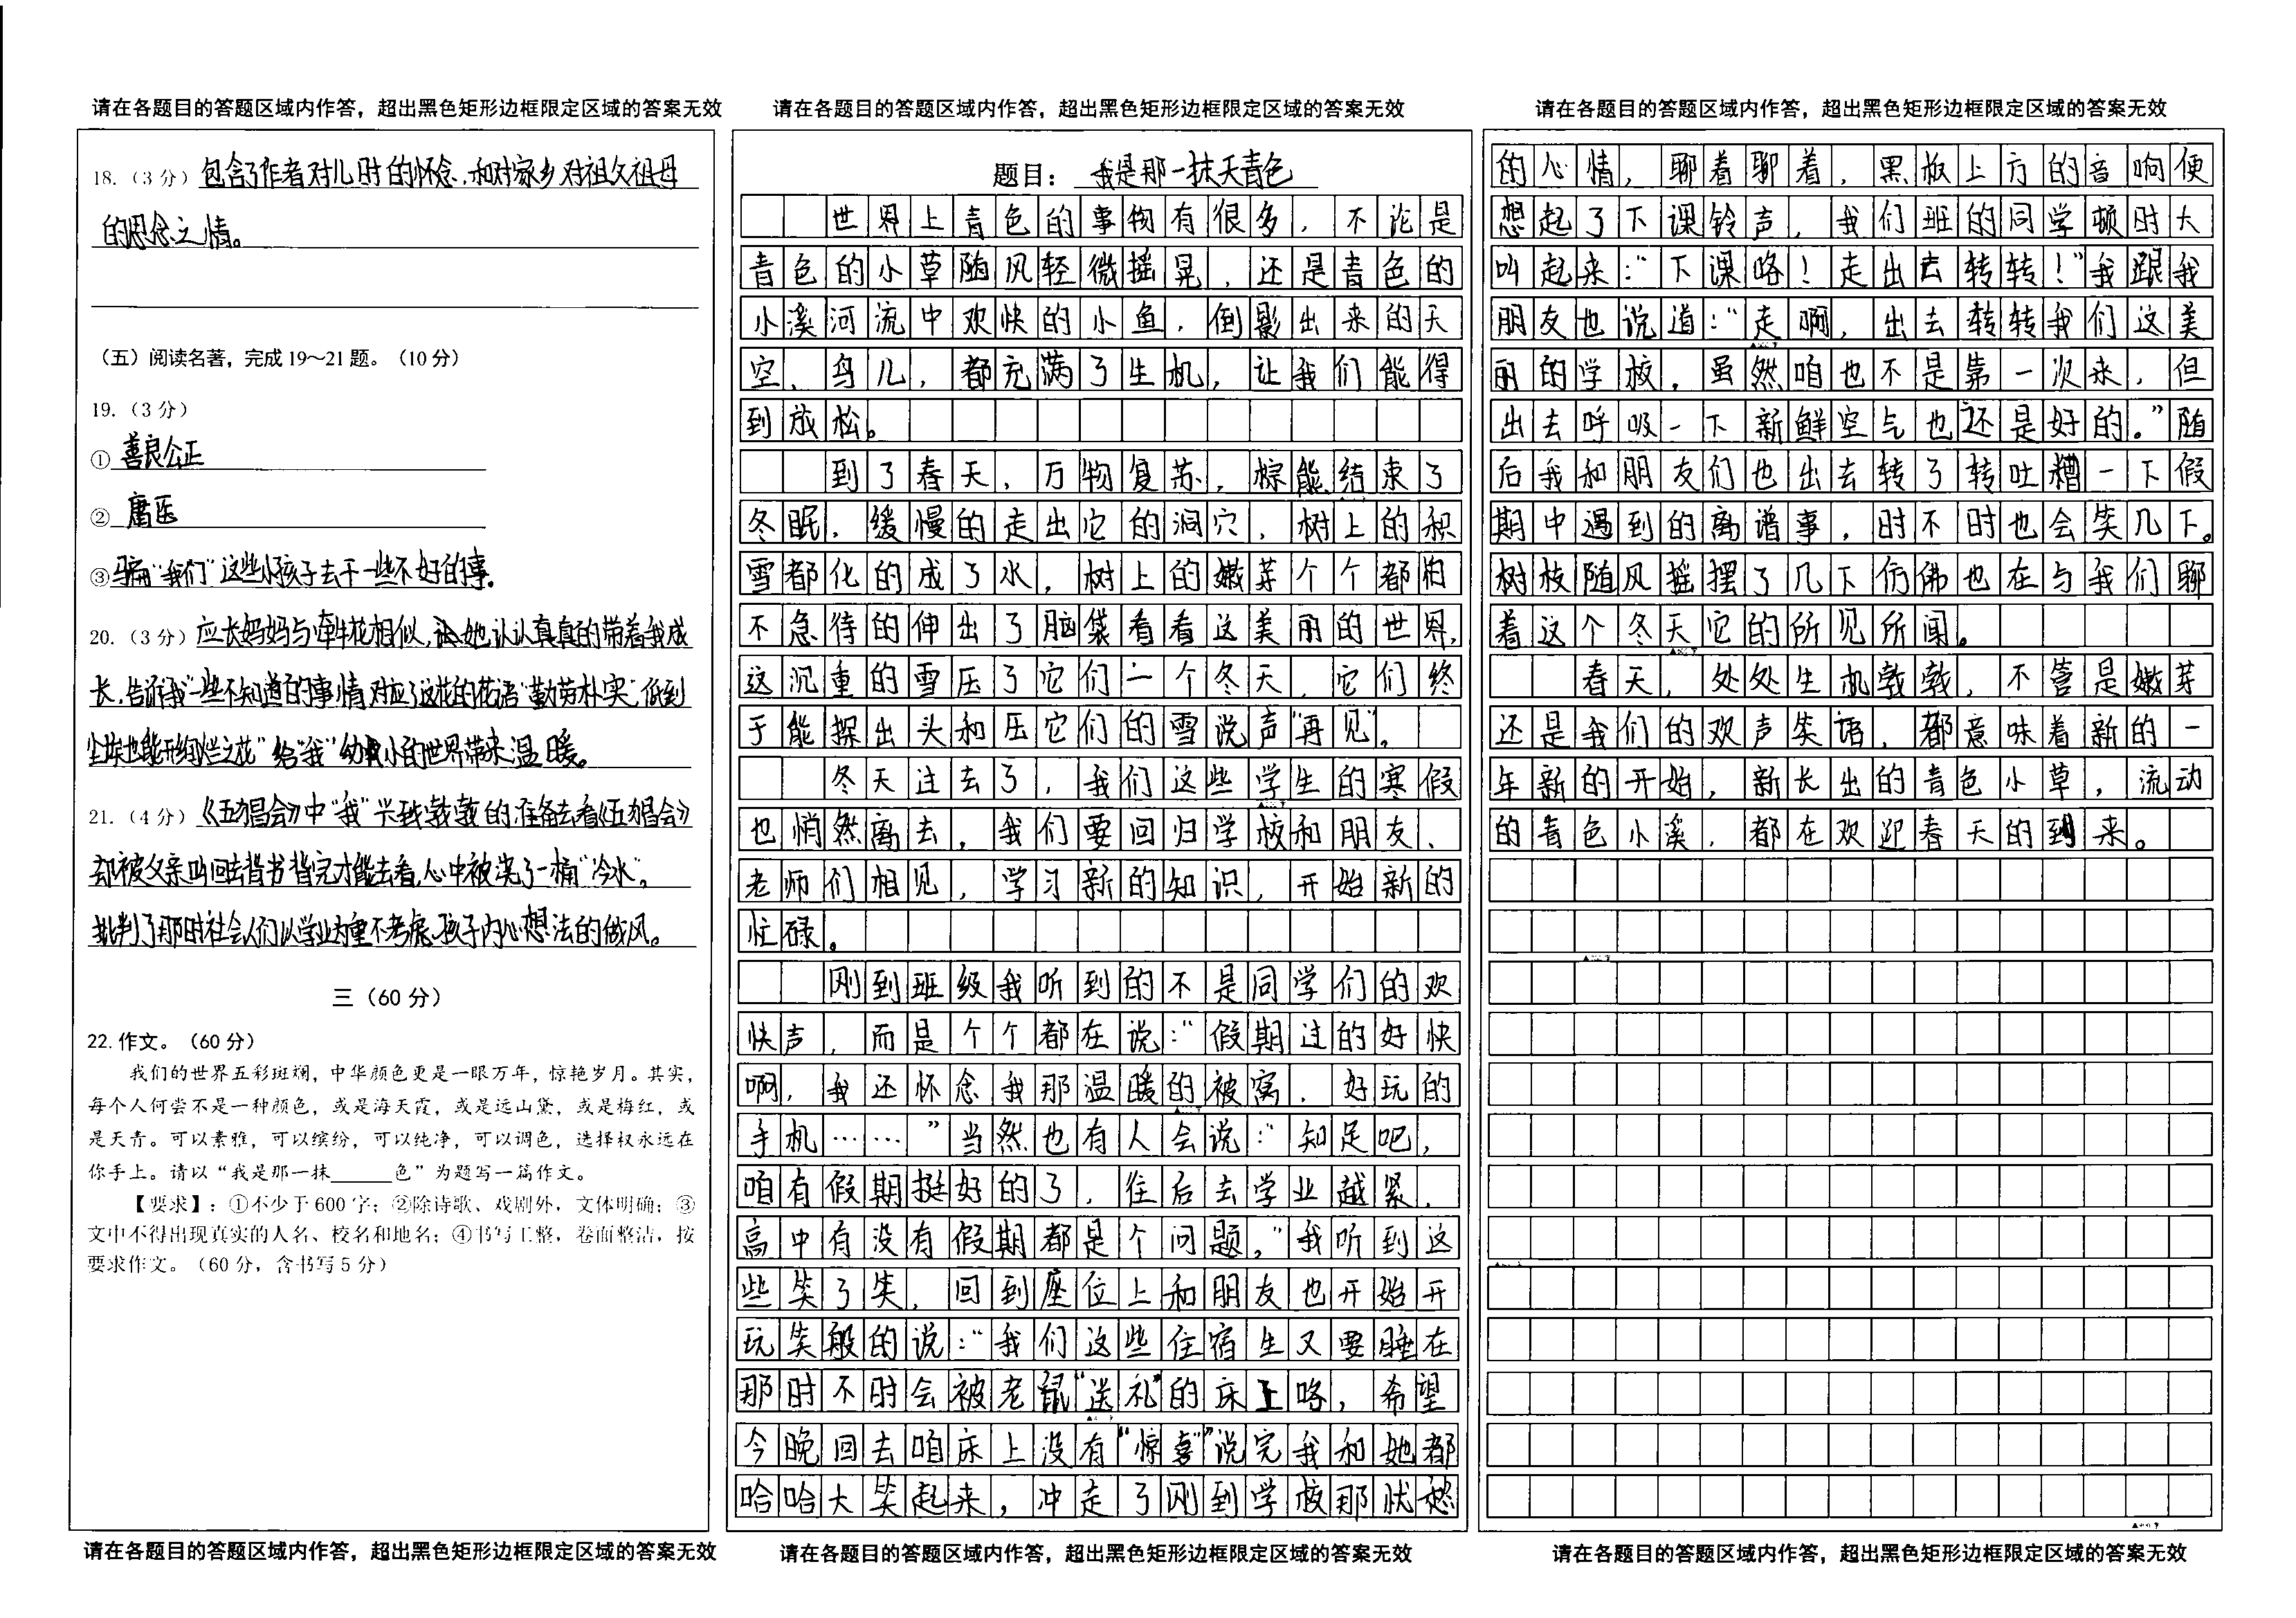 请在各题目的答题区域内作答，超出黑色矩形边框限定区域的答案无效
18.（3分）包含了作者对儿时的怀念，和对家乡对祖父祖母
的思念之情。
（五）阅读名著，完成19～21题。（10分）
19.（3分）
① 善良公正
② 庸医
③ 骗“我们”这些小孩子去干一些不好的事。
20.（3分）应长妈妈与牵牛花相似，她认认真真的带着我成
长，告诉“我”一些不知道的事情对应了这花的花语“勤劳朴实”，低到
尘埃也能开绚烂之花”给“我”幼小的世界带来温暖。
21.（4分）《五猖会》中“我”兴致勃勃的准备去看《五猖会》
却被父亲叫回去背书背完才能去看，心中被浇了一桶“冷水”，
批判了那时社会人们以学业为重不考虑孩子内心想法的做风。
三（60分）
22.作文。（60分）
我们的世界五彩斑斓，中华颜色更是一眼万年，惊艳岁月。其实，
每个人何尝不是一种颜色，或是海天霞，或是远山黛，或是梅红，或
是天青。可以素雅，可以缤纷，可以纯净，可以调色，选择权永远在
你手上。请以“我是那一抹______色”为题写一篇作文。
【要求】：①不少于600字；②除诗歌、戏剧外，文体明确；③
文中不得出现真实的人名、校名和地名；④书写工整，卷面整洁，按
要求作文。（60分，含书写5分）
请在各题目的答题区域内作答，超出黑色矩形边框限定区域的答案无效
请在各题目的答题区域内作答，超出黑色矩形边框限定区域的答案无效
题目：我是那一抹天青色
世界上青色的事物有很多，不论是
青色的小草随风轻微摇晃，还是青色的
小溪河流中欢快的小鱼，倒影出来的天
空、鸟儿，都充满了生机，让我们能得
到放松。
到了春天，万物复苏，棕熊结束了
冬眠，缓慢的走出它的洞穴，树上的积
雪都化的成了水，树上的嫩芽个个都迫
不急待的伸出了脑袋看看这美丽的世界，
这沉重的雪压了它们一个冬天，它们终
于能探出头和压它们的雪说声“再见”。
冬天过去了，我们这些学生的寒假
也悄然离去，我们要回归学校和朋友、
老师们相见，学习新的知识，开始新的
忙碌。
刚到班级我听到的不是同学们的欢
快声，而是个个都在说：“假期过的好快
啊，我还怀念我那温暖的被窝，好玩的
手机……”当然也有人会说：“知足吧，
咱有假期挺好的了，往后去学业越紧，
高中有没有假期都是个问题，”我听到这
些笑了笑，回到座位上和朋友也开始开
玩笑般的说：“我们这些住宿生又要睡在
那时不时会被老鼠“送礼”的床上咯，希望
今晚回去咱床上没有“惊喜”说完我和她都
哈哈大笑起来，冲走了刚到学校那忧愁
请在各题目的答题区域内作答，超出黑色矩形边框限定区域的答案无效
请在各题目的答题区域内作答，超出黑色矩形边框限定区域的答案无效
的心情，聊着聊着，黑板上方的音响便
想起了下课铃声，我们班的同学顿时大
叫起来：“下课咯！走出去转转！”我跟我
朋友也说道：“走啊，出去转转我们这美
丽的学校，虽然咱也不是第一次来，但
出去呼吸一下新鲜空气也还是好的。”随
后我和朋友们也出去转了转吐糟一下假
期中遇到的离谱事，时不时也会笑几下。
树枝随风摇摆了几下仿佛也在与我们聊
着这个冬天它的所见所闻。
春天，处处生机勃勃，不管是嫩芽
还是我们的欢声笑语，都意味着新的一
年新的开始，新长出的青色小草，流动
的青色小溪，都在欢迎春天的到来。
请在各题目的答题区域内作答，超出黑色矩形边框限定区域的答案无效